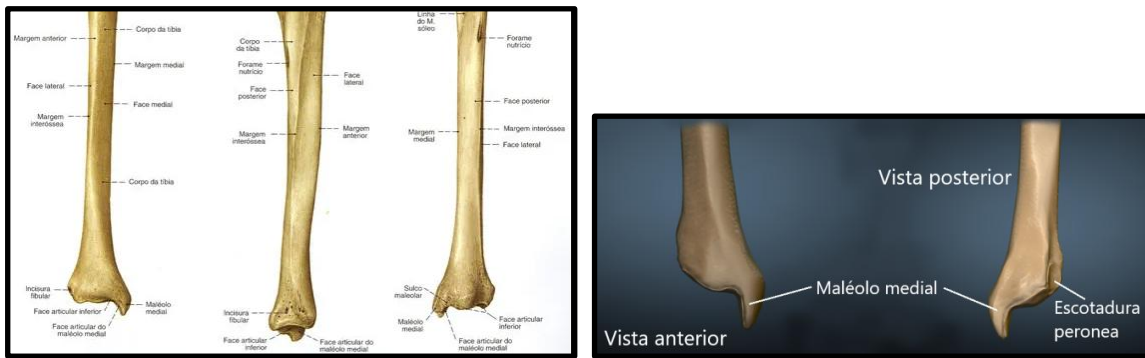 Margem anterior
Corpo da tíbia
Margem medial
Face lateral
Face medial
Margem
interóssea
Corpo da tíbia
Incisura
fibular
Face articular inferior
Maléolo
medial
Face articular do
maléolo medial
Corpo
da tíbia
Forame
nutrício
Face
posterior
Face
lateral
Margem
interóssea
Margem
anterior
Incisura
fibular
Face articular
inferior
Face articular do
maléolo medial
Linha
do M.
sóleo
Forame
nutrício
Face posterior
Margem
medial
Margem interóssea
Face lateral
Sulco
maleolar
Maléolo
medial
Face articular
inferior
Face articular do
maléolo medial
Vista posterior
Maléolo medial
Escotadura
peronea
Vista anterior